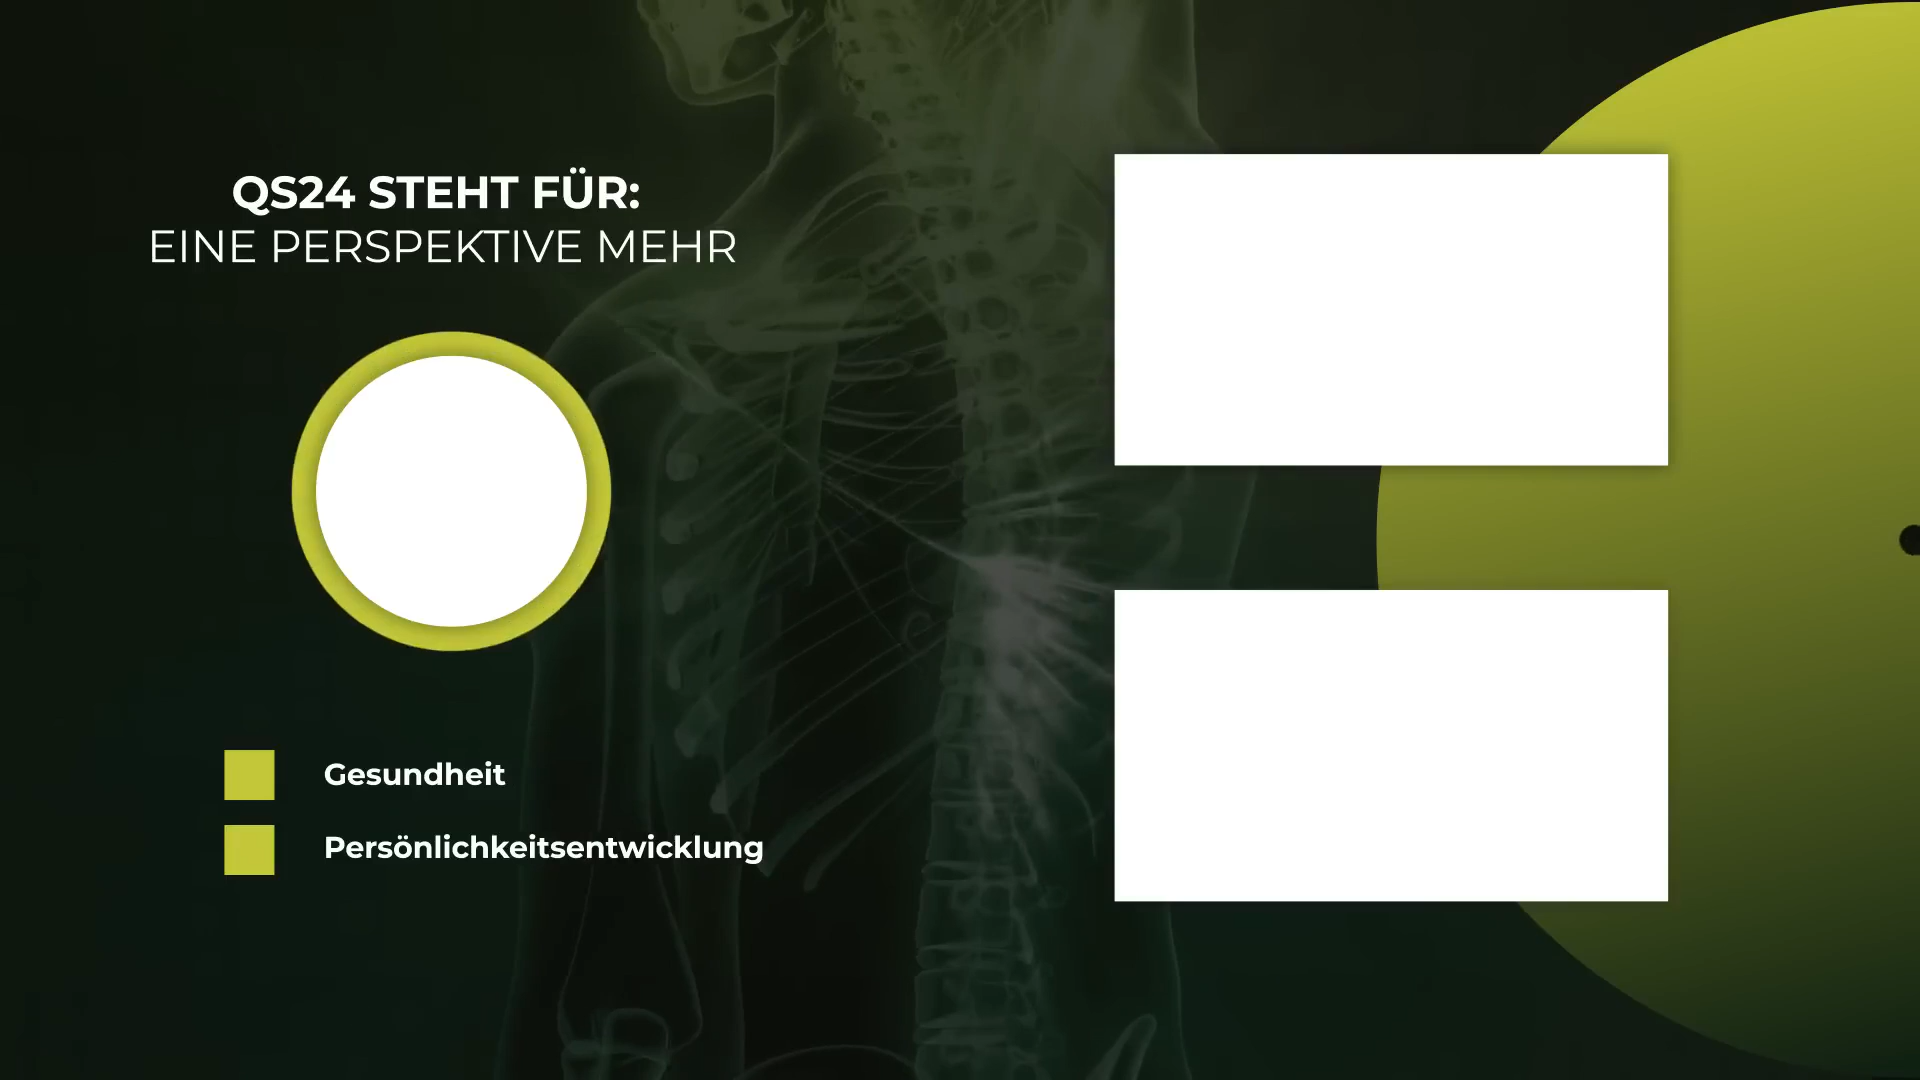 QS24 STEHT FÜR:
EINE PERSPEKTIVE MEHR
Gesundheit
Persönlichkeitsentwicklung